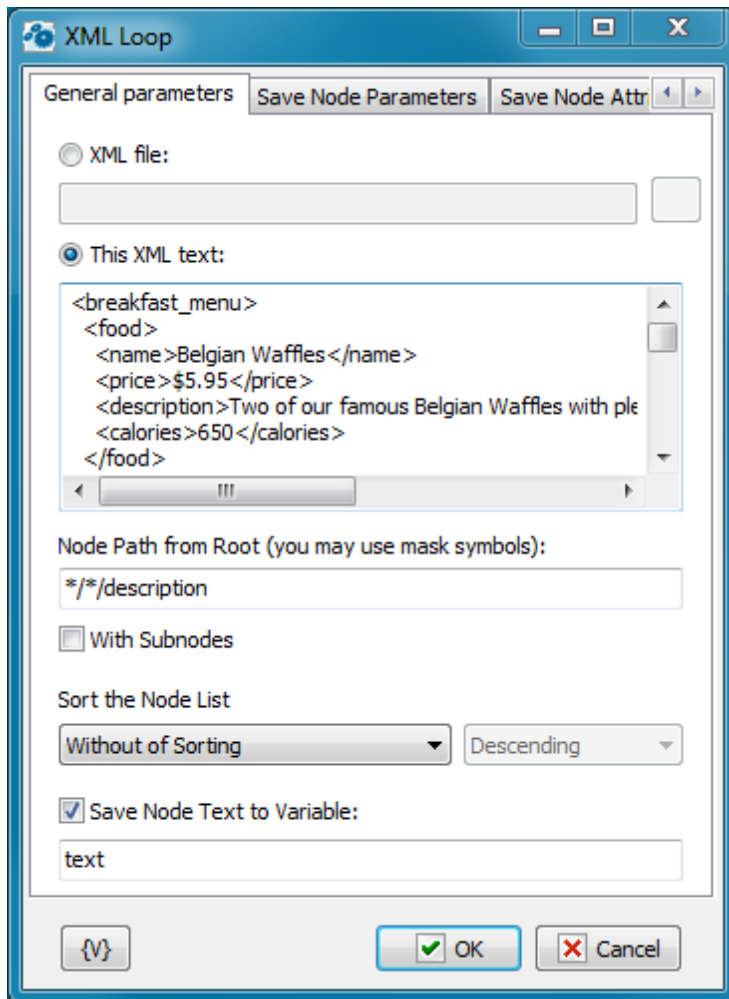 XML Loop
General parameters
Save Node Parameters
Save Node Attr
XML file:
This XML text:
<breakfast_menu>
<food>
<name>Belgian Waffles</name>
<price>$5.95</price>
<description>Two of our famous Belgian Waffles with ple
<calories>650</calories>
</food>
Node Path from Root (you may use mask symbols):
*/*/description
With Subnodes
Sort the Node List
Without of Sorting
Descending
Save Node Text to Variable:
text
{V}
OK
Cancel